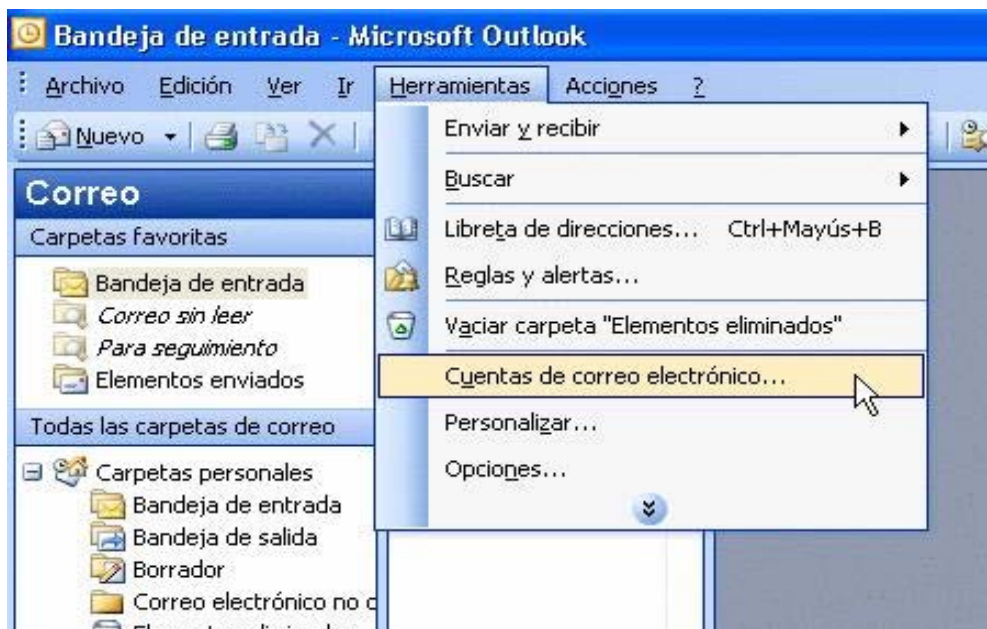 Bandeja de entrada - Microsoft Outlook
Archivo Edición Ver Ir Herramientas Acciones ?
Nuevo
Correo
Carpetas favoritas
Bandeja de entrada
Correo sin leer
Para seguimiento
Elementos enviados
Todas las carpetas de correo
Carpetas personales
Bandeja de entrada
Bandeja de salida
Borrador
Correo electrónico no
Enviar y recibir
Buscar
Libreta de direcciones... Ctrl+Mayús+B
Reglas y alertas...
Vaciar carpeta "Elementos eliminados"
Cuentas de correo electrónico...
Personalizar...
Opciones...